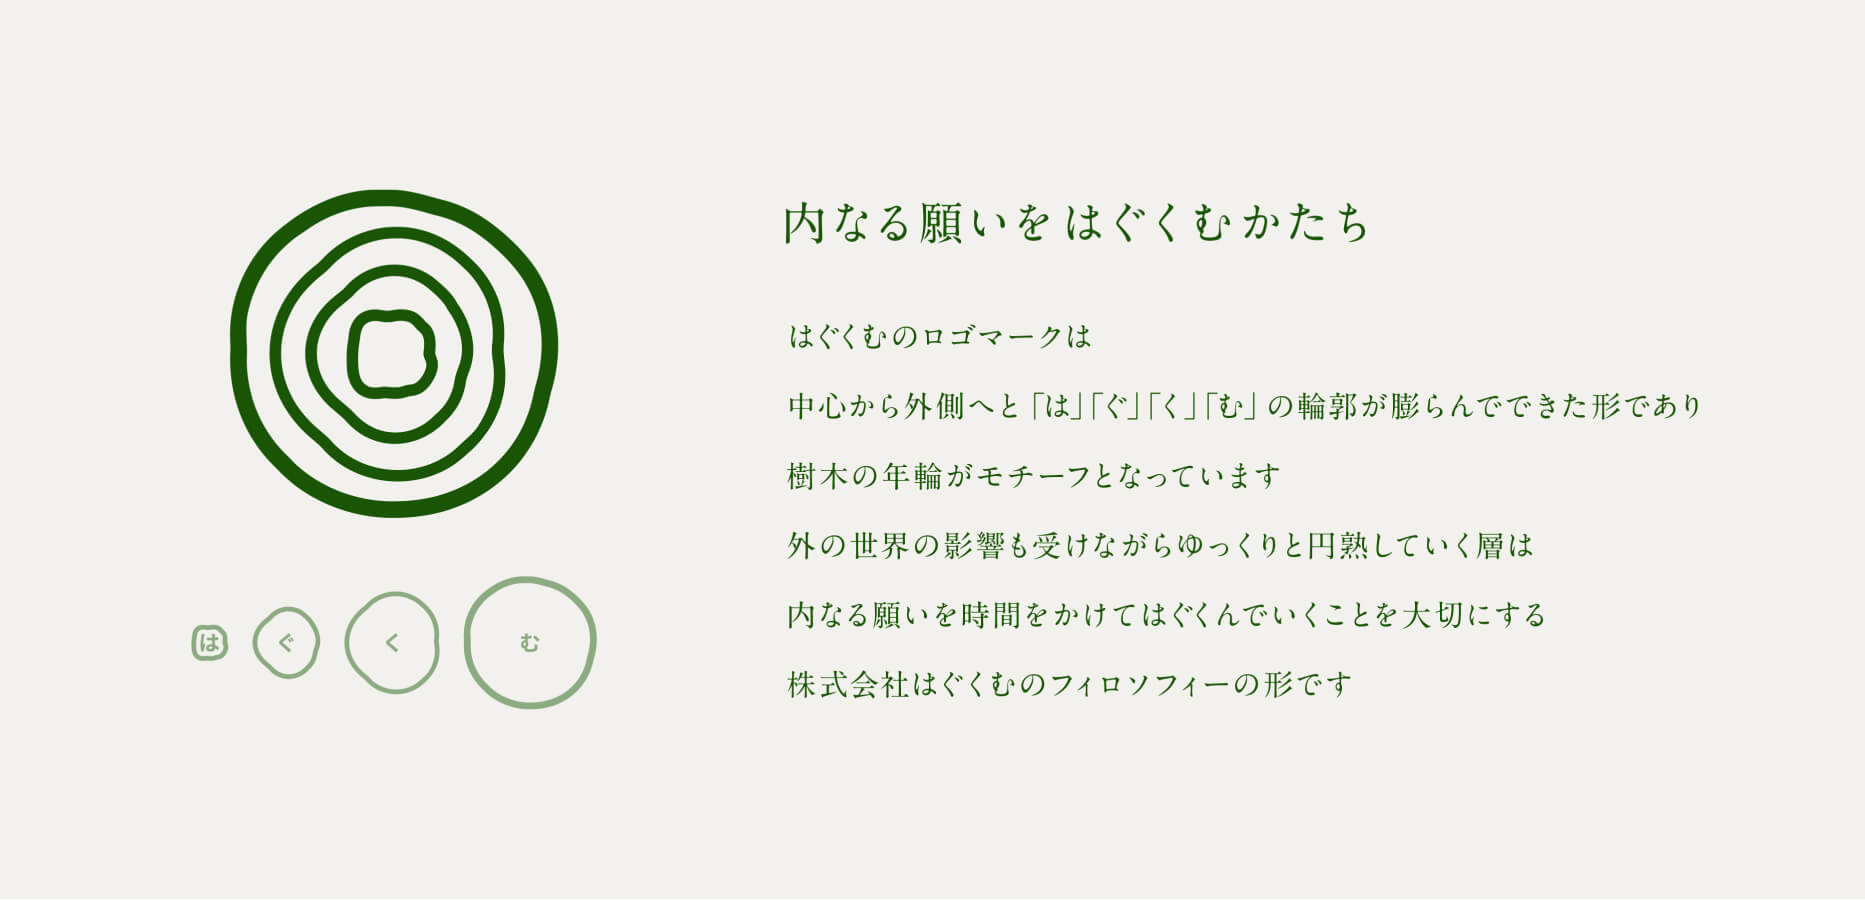 内なる願いをはぐくむかたち
はぐくむのロゴマークは
中心から外側へと「は」「ぐ」「く」「む」の輪郭が膨らんでできた形であり
樹木の年輪がモチーフとなっています
外の世界の影響も受けながらゆっくりと円熟していく層は
内なる願いを時間をかけてはぐくんでいくことを大切にする
株式会社はぐくむのフィロソフィーの形です
は ぐ く む